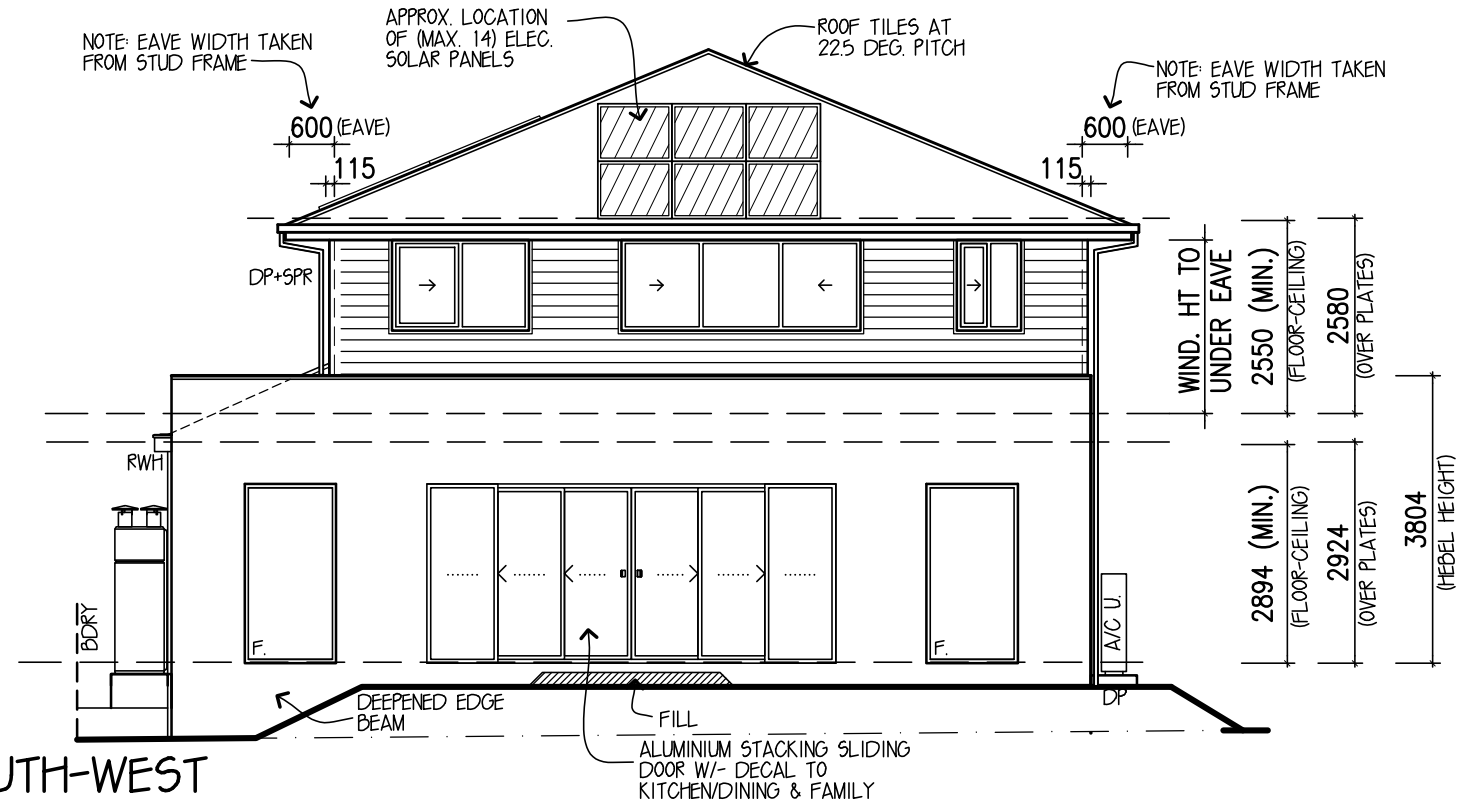 APPROX. LOCATION
OF (MAX. 14) ELEC.
SOLAR PANELS
ROOF TILES AT
22.5 DEG. PITCH
NOTE: EAVE WIDTH TAKEN
FROM STUD FRAME
NOTE: EAVE WIDTH TAKEN
FROM STUD FRAME
600 (EAVE)
600 (EAVE)
115
115
DP+SPR
WIND. HT TO
UNDER EAVE
2550 (MIN.)
(FLOOR-CEILING)
2580
(OVER PLATES)
RWH
2894 (MIN.)
(FLOOR-CEILING)
2924
(OVER PLATES)
3804
(HEBEL HEIGHT)
BDRY
F.
F.
A/C U.
DP
DEEPENED EDGE
BEAM
FILL
ALUMINIUM STACKING SLIDING
DOOR W/- DECAL TO
KITCHEN/DINING & FAMILY
UTH-WEST